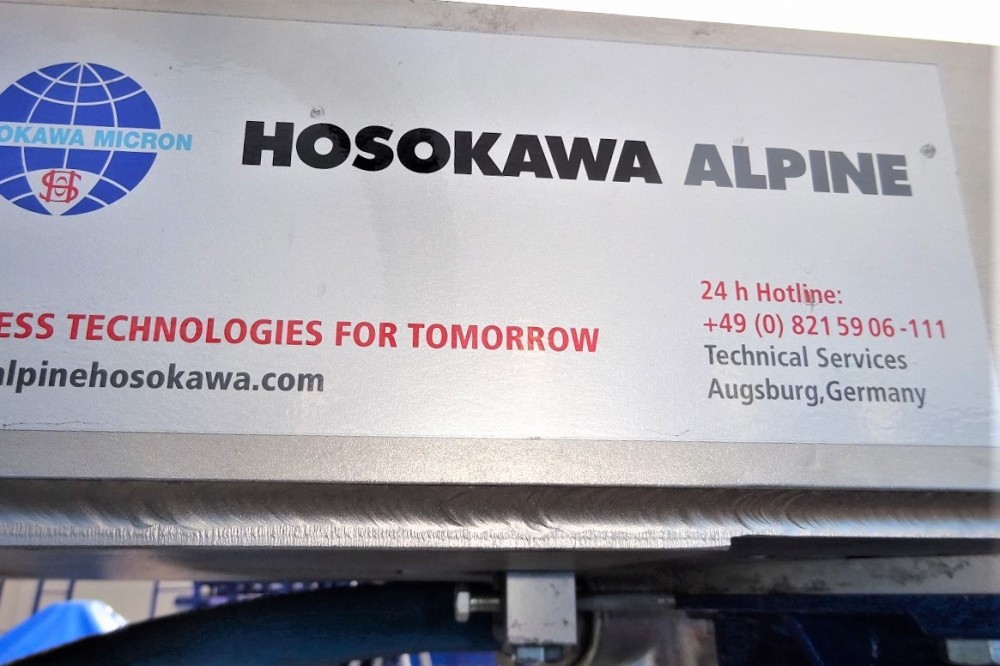 OKAWA MICRON
HOSOKAWA ALPINE
ESS TECHNOLOGIES FOR TOMORROW
alpinehosokawa.com
24 h Hotline:
+49 (0) 821 59 06 -111
Technical Services
Augsburg,Germany